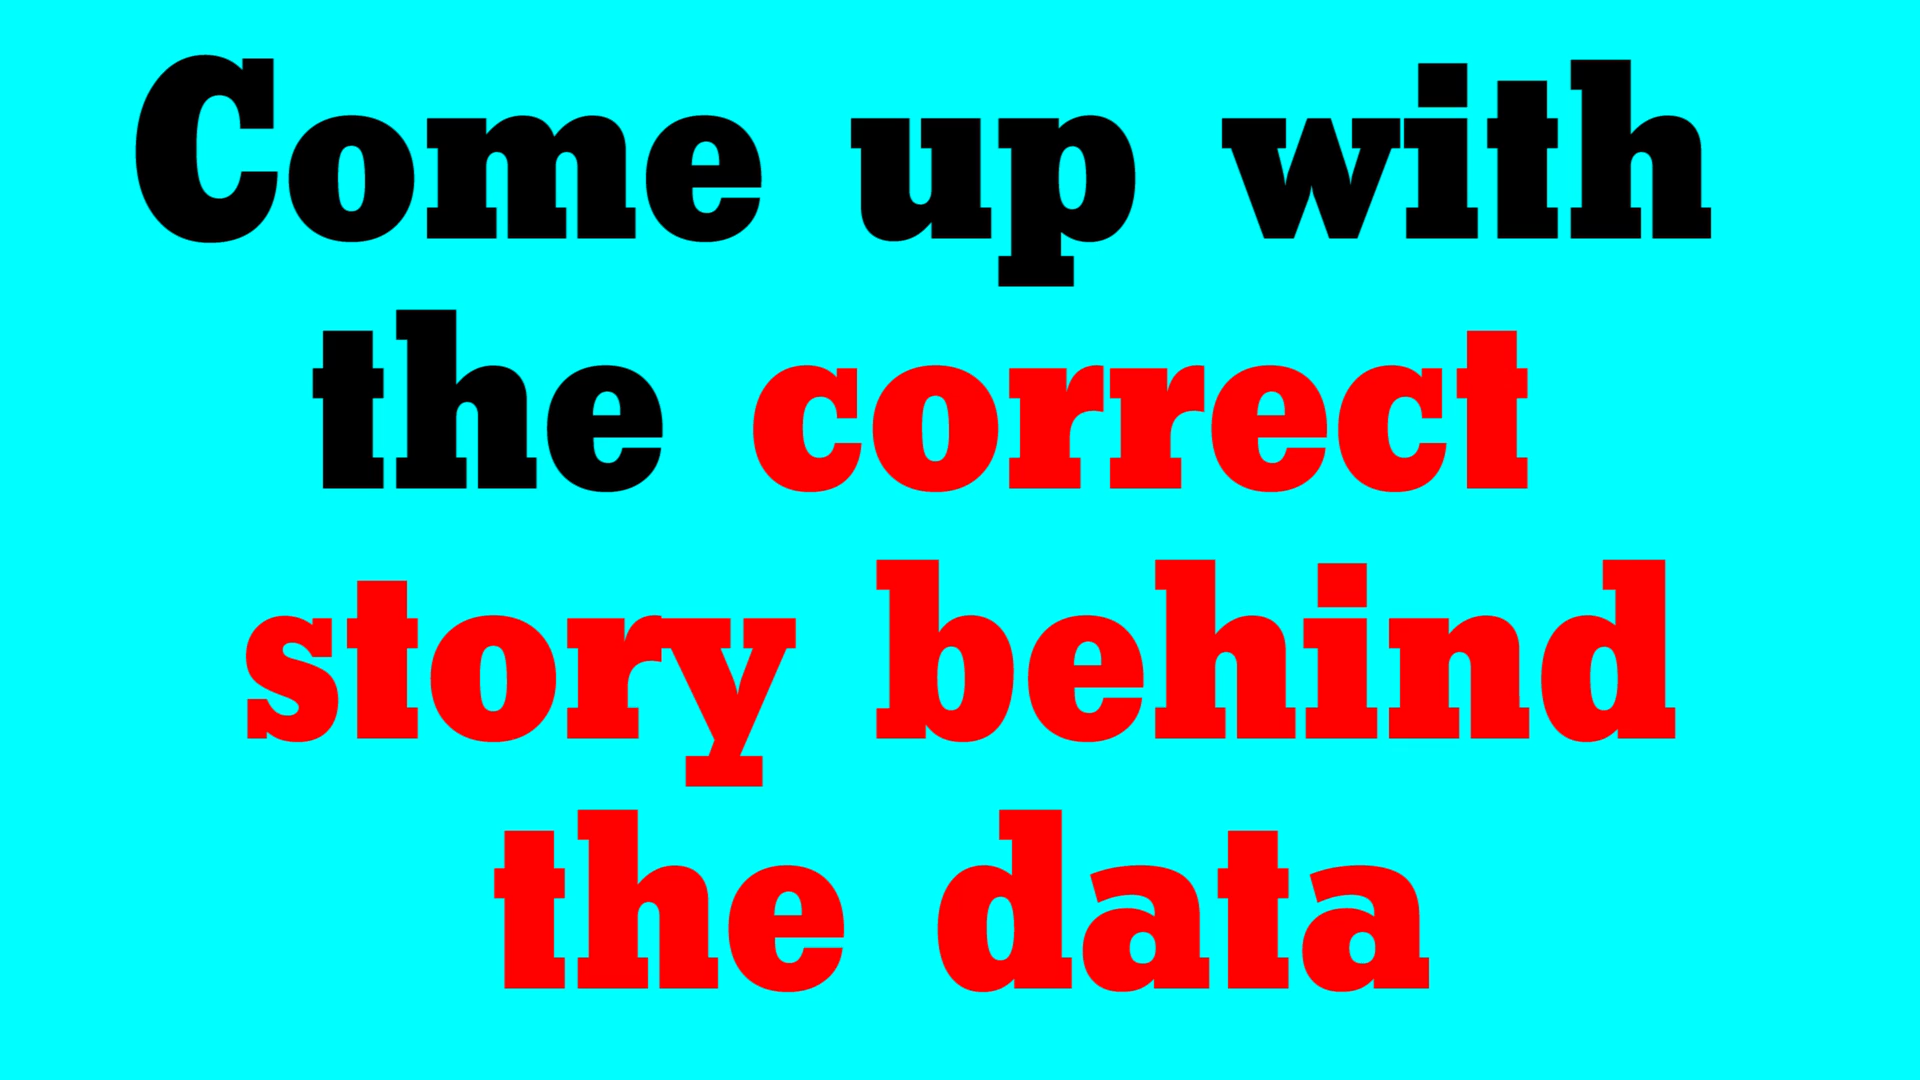 Come up with
the correct
story behind
the data